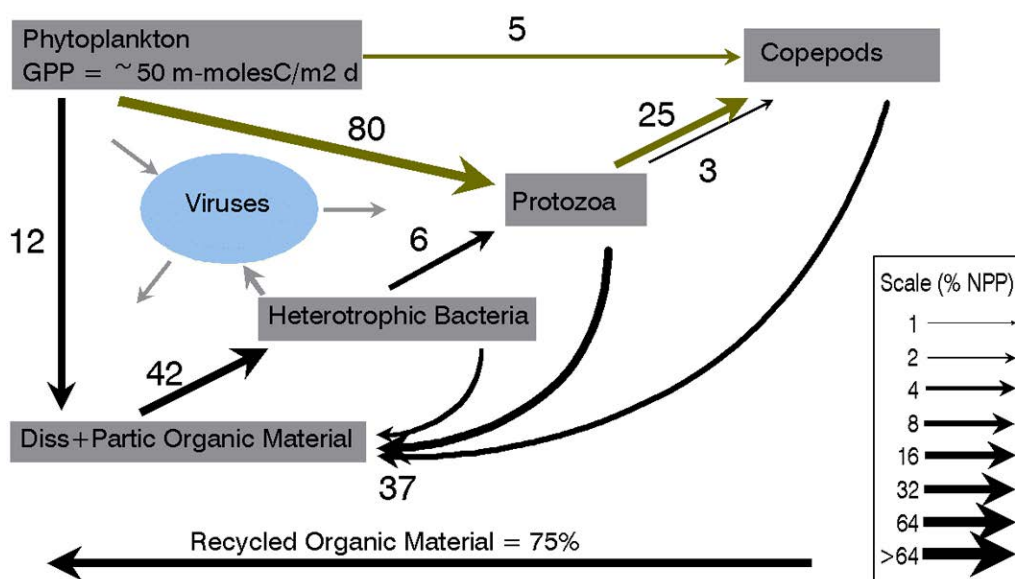 Phytoplankton
GPP = ~50 m-molesC/m2 d
5
Copepods
80
25
3
Viruses
Protozoa
12
6
Heterotrophic Bacteria
42
Diss+Partic Organic Material
37
Recycled Organic Material = 75%
Scale (% NPP)
1
2
4
8
16
32
64
>64